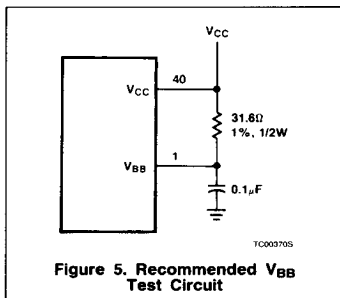 VCC
VCC
40
31.6Ω
1%, 1/2W
VBB
1
0.1μF
TC00370S
Figure 5. Recommended VBB
Test Circuit